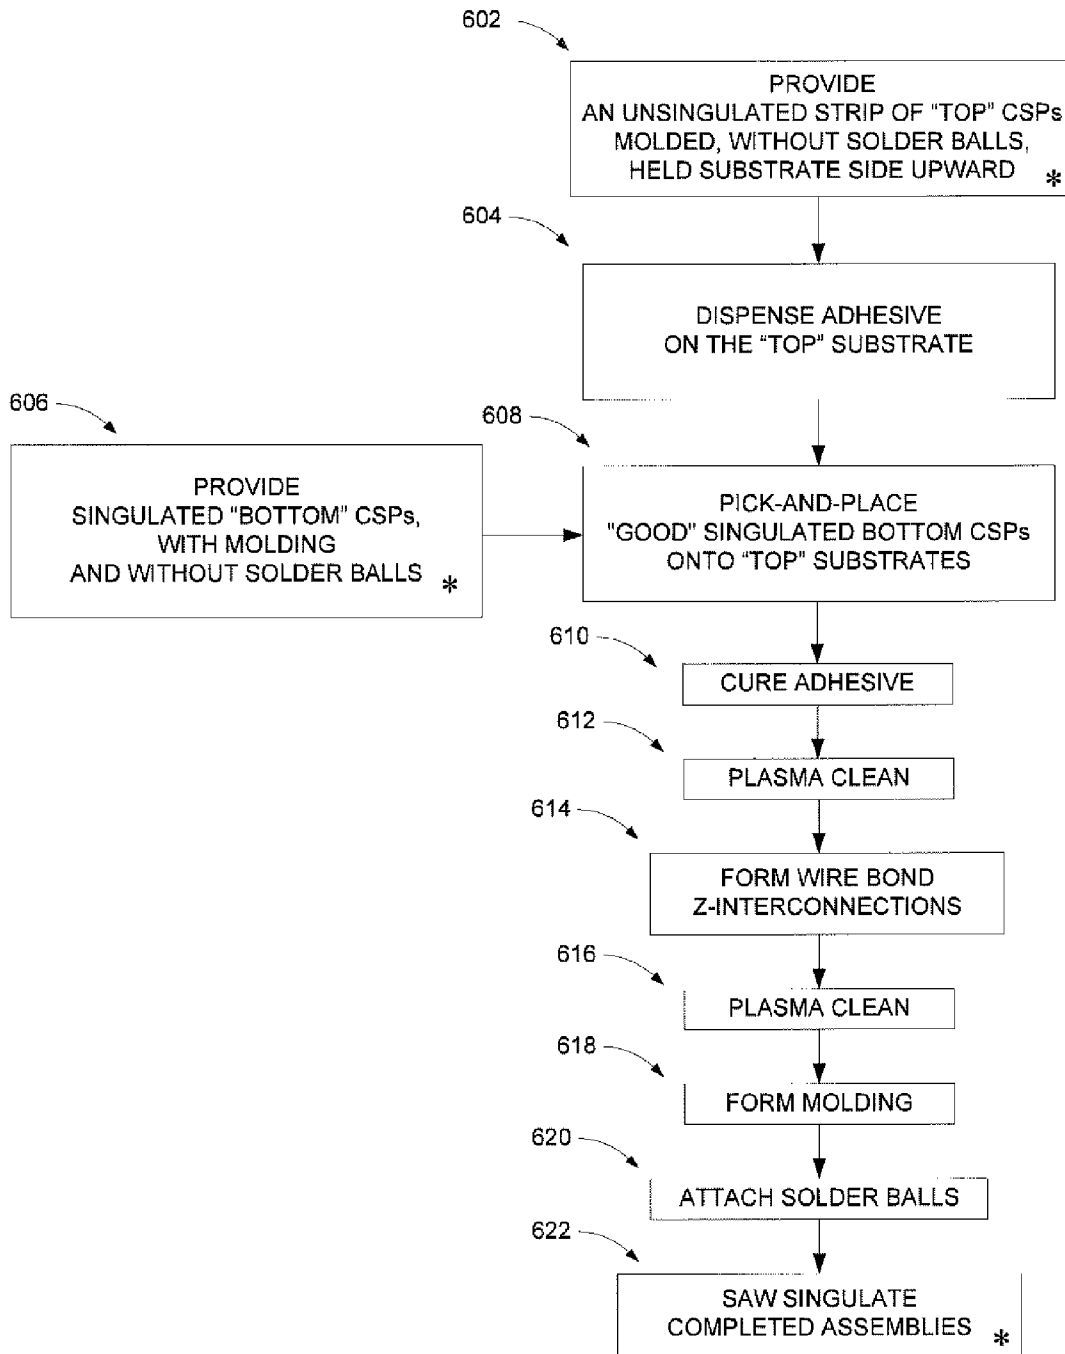 602
PROVIDE
AN UNSINGULATED STRIP OF "TOP" CSPs
MOLDED, WITHOUT SOLDER BALLS,
HELD SUBSTRATE SIDE UPWARD *
604
DISPENSE ADHESIVE
ON THE "TOP" SUBSTRATE
606
PROVIDE
SINGULATED "BOTTOM" CSPs,
WITH MOLDING
AND WITHOUT SOLDER BALLS *
608
PICK-AND-PLACE
"GOOD" SINGULATED BOTTOM CSPs
ONTO "TOP" SUBSTRATES
610
CURE ADHESIVE
612
PLASMA CLEAN
614
FORM WIRE BOND
Z-INTERCONNECTIONS
616
PLASMA CLEAN
618
FORM MOLDING
620
ATTACH SOLDER BALLS
622
SAW SINGULATE
COMPLETED ASSEMBLIES *